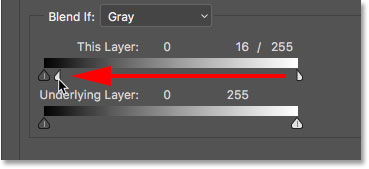 Blend If: Gray
This Layer: 0 16 / 255
Underlying Layer: 0 255